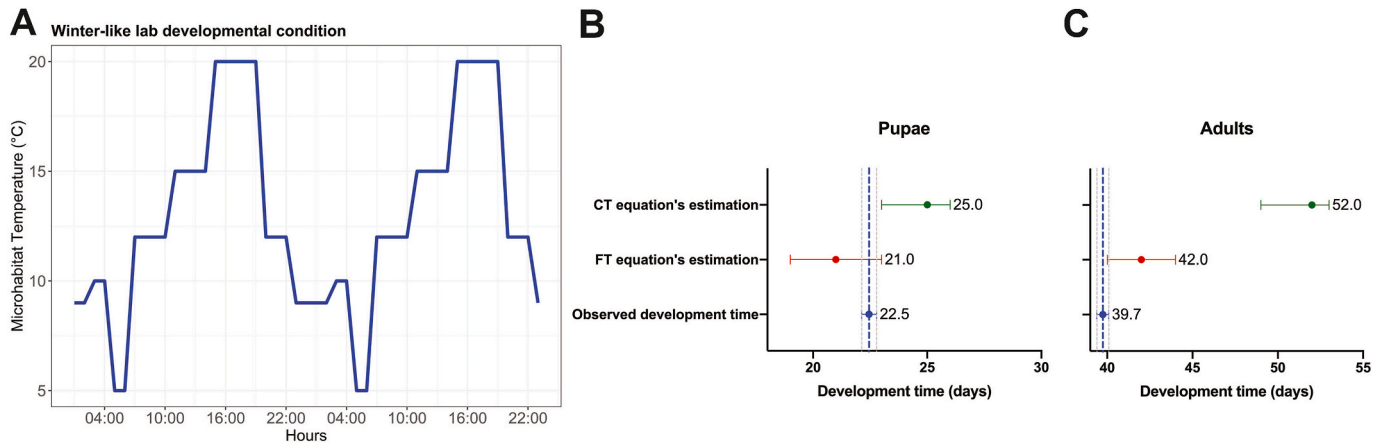 A
Winter-like lab developmental condition
Microhabitat Temperature (°C)
20
15
10
5
04:00 10:00 16:00 22:00 04:00 10:00 16:00 22:00
Hours
B
Pupae
CT equation's estimation
25.0
FT equation's estimation
21.0
Observed development time
22.5
20 25 30
Development time (days)
C
Adults
52.0
42.0
39.7
40 45 50 55
Development time (days)